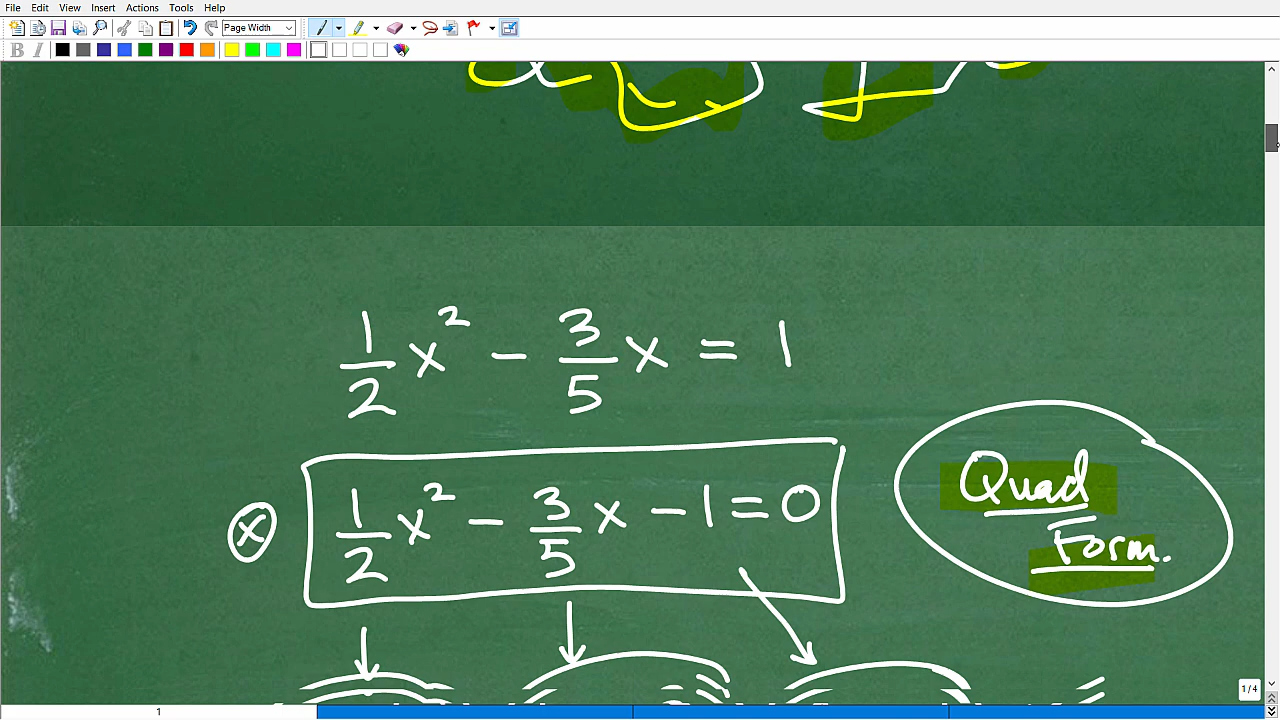 File Edit View Insert Actions Tools Help
Page Width
B I
1/2 x² - 3/5 x = 1
x 1/2 x² - 3/5 x - 1 = 0
Quad
Form.
1/4
1